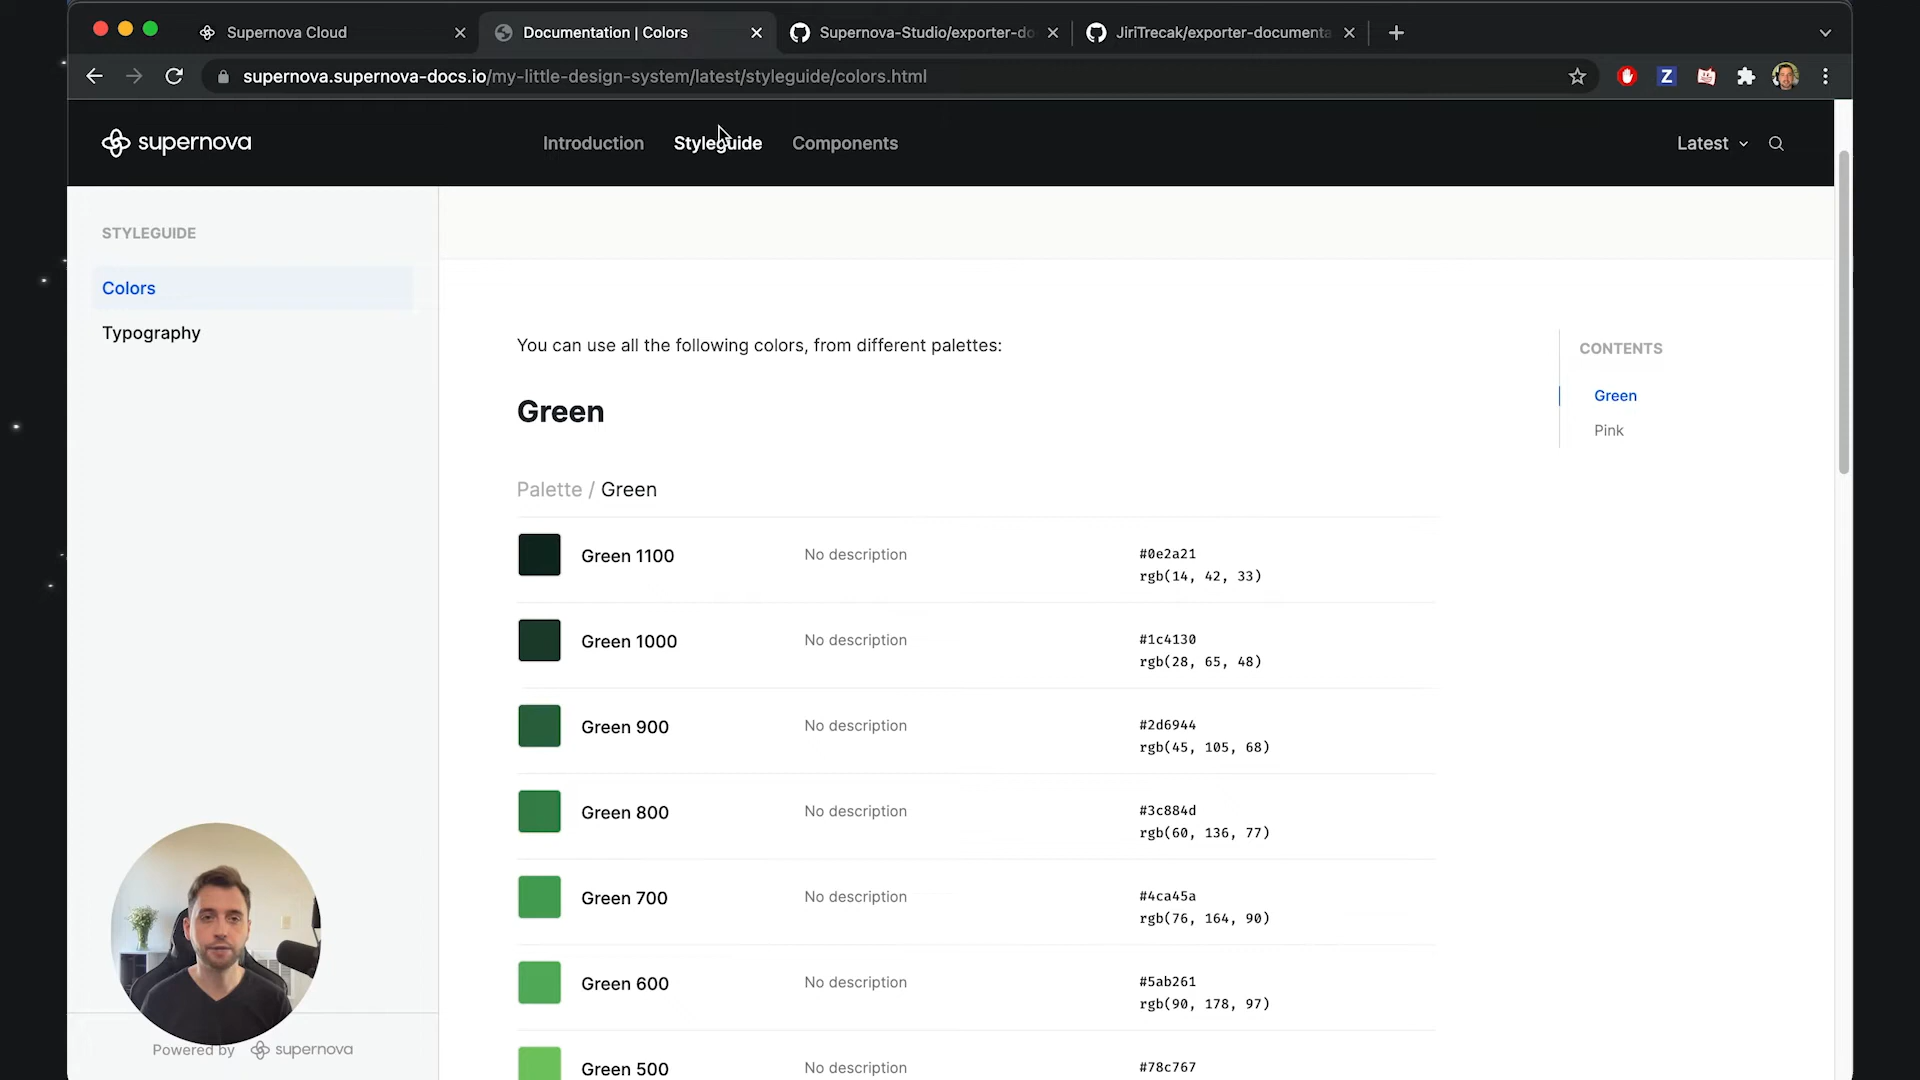 Supernova Cloud
Documentation | Colors
Supernova-Studio/exporter-do
JiriTrecak/exporter-documenta
supernova.supernova-docs.io/my-little-design-system/latest/styleguide/colors.html
Z
supernova
Introduction
Styleguide
Components
Latest
STYLEGUIDE
Colors
Typography
You can use all the following colors, from different palettes:
CONTENTS
Green
Pink
Green
Palette / Green
Green 1100
No description
#0e2a21
rgb(14, 42, 33)
Green 1000
No description
#1c4130
rgb(28, 65, 48)
Green 900
No description
#2d6944
rgb(45, 105, 68)
Green 800
No description
#3c884d
rgb(60, 136, 77)
Green 700
No description
#4ca45a
rgb(76, 164, 90)
Green 600
No description
#5ab261
rgb(90, 178, 97)
Green 500
No description
#78c767
Powered by supernova